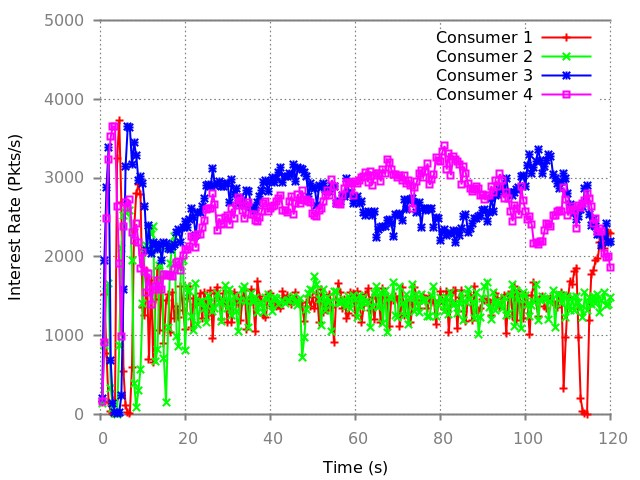 5000
4000
3000
2000
1000
0
Interest Rate (Pkts/s)
Consumer 1
Consumer 2
Consumer 3
Consumer 4
0 20 40 60 80 100 120
Time (s)